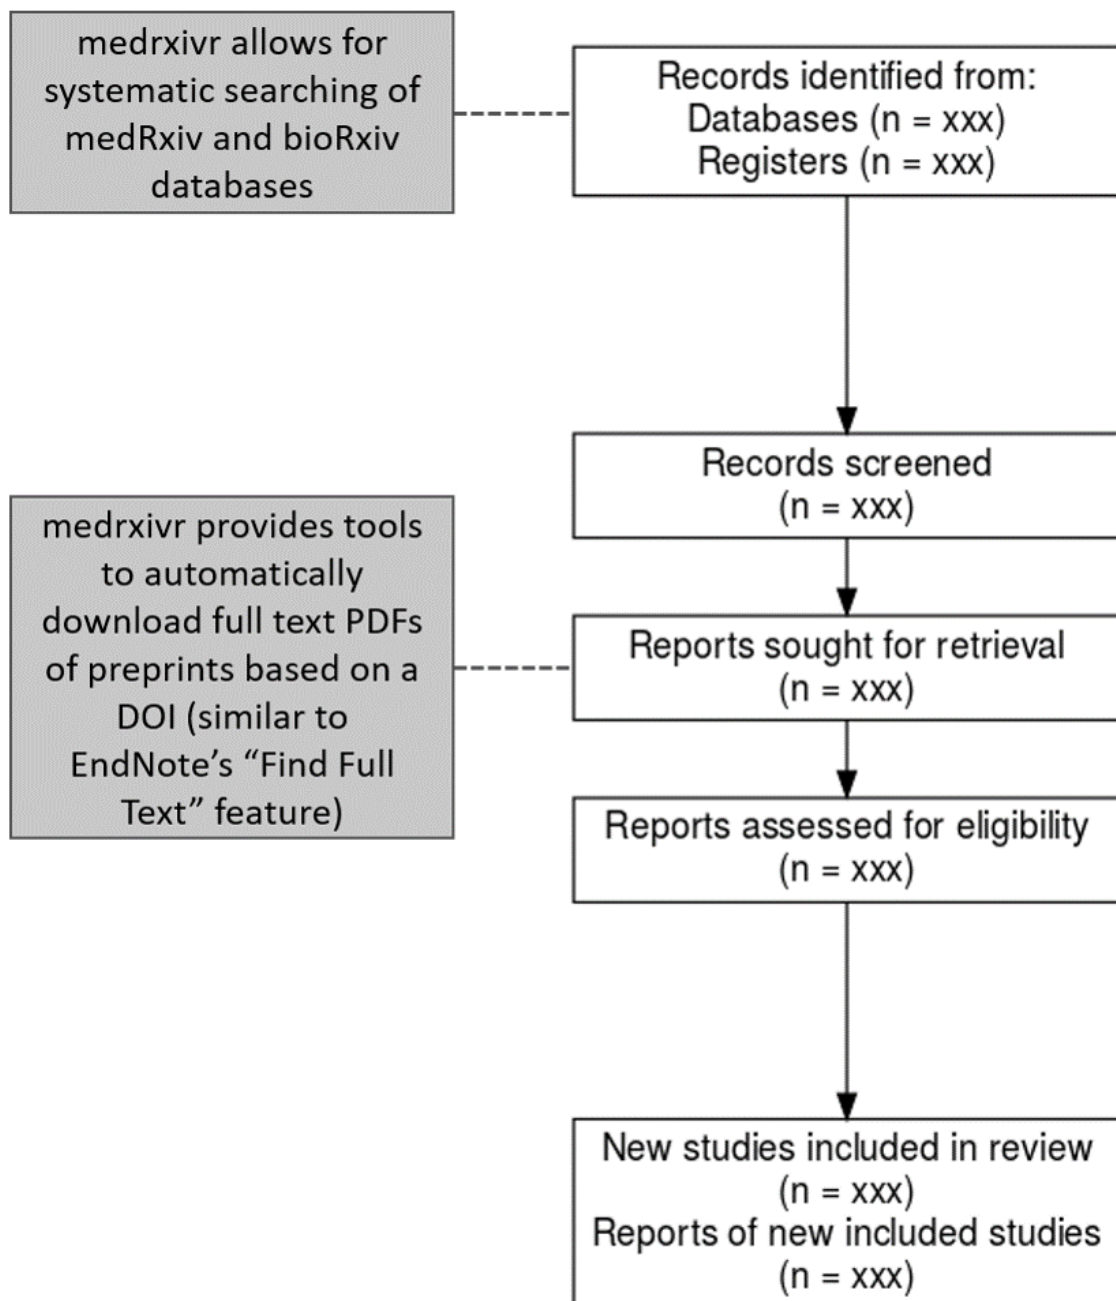 medrxivr allows for
systematic searching of
medRxiv and bioRxiv
databases
Records identified from:
Databases (n = xxx)
Registers (n = xxx)
Records screened
(n = xxx)
medrxivr provides tools
to automatically
download full text PDFs
of preprints based on a
DOI (similar to
EndNote’s “Find Full
Text” feature)
Reports sought for retrieval
(n = xxx)
Reports assessed for eligibility
(n = xxx)
New studies included in review
(n = xxx)
Reports of new included studies
(n = xxx)